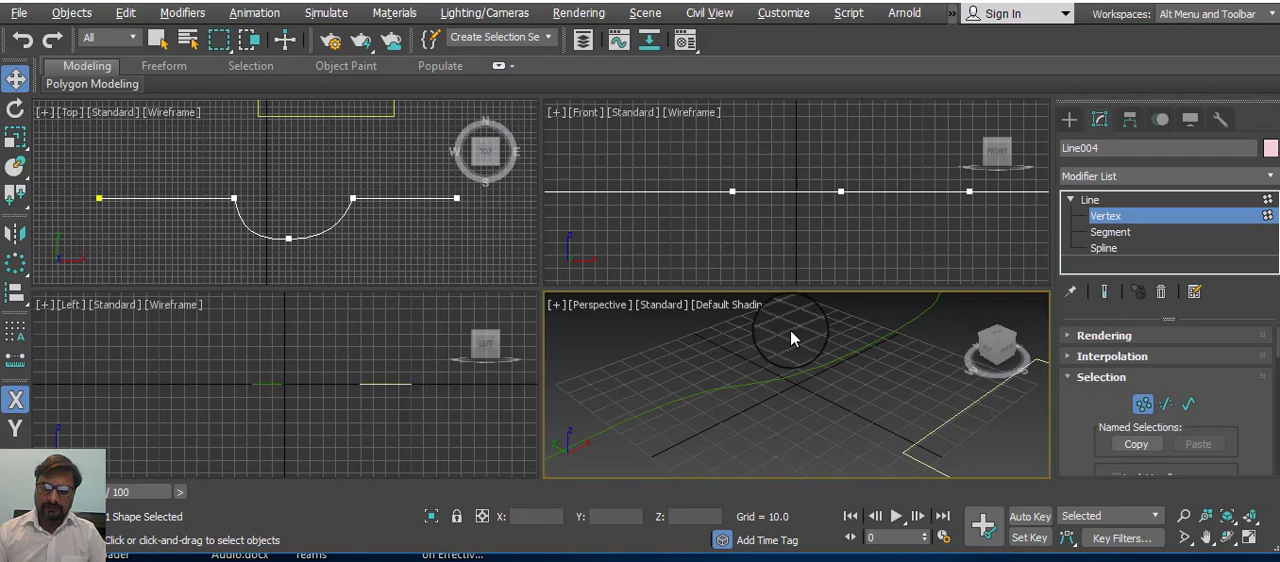 File Objects Edit Modifiers Animation Simulate Materials Lighting/Cameras Rendering Scene Civil View Customize Script Arnold » Sign In Workspaces: Alt Menu and Toolbar
All Create Selection Se
Modeling Freeform Selection Object Paint Populate
Polygon Modeling
[+] [Top] [Standard] [Wireframe]
N
W TOP E
S
[+] [Front] [Standard] [Wireframe]
FRONT
Line004
Modifier List
Line
Vertex
Segment
Spline
[+] [Left] [Standard] [Wireframe]
LEFT
[+] [Perspective] [Standard] [Default Shadin
Rendering
Interpolation
Selection
Named Selections:
Copy Paste
X
Y
/ 100 >
1 Shape Selected X: Y: Z: Grid = 10.0
Click or click-and-drag to select objects Add Time Tag
0
Auto Key Selected
Set Key Key Filters...
Audio.docx Teams on Effectiv...